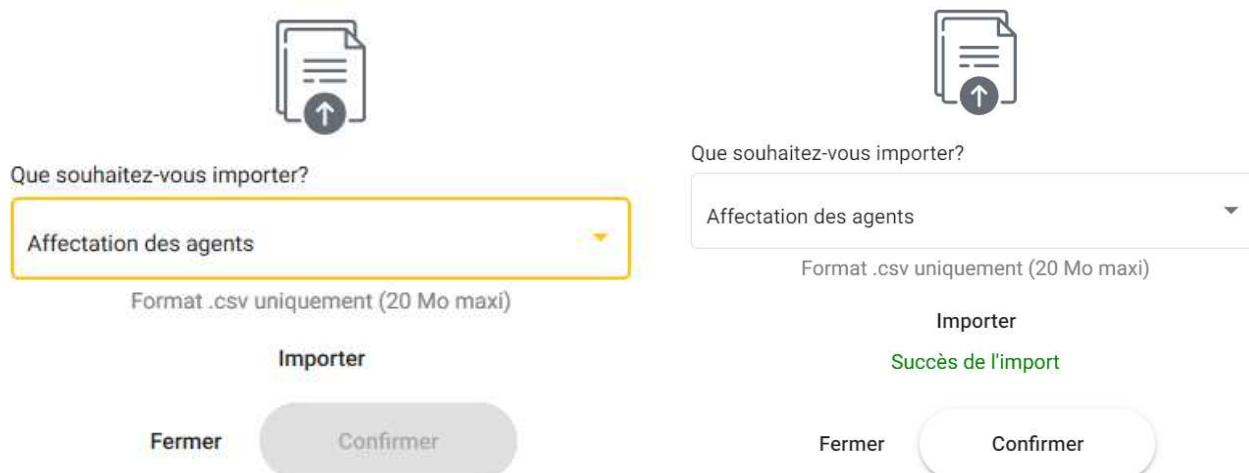 Que souhaitez-vous importer?
Affectation des agents
Format .csv uniquement (20 Mo maxi)
Importer
Fermer
Confirmer
Que souhaitez-vous importer?
Affectation des agents
Format .csv uniquement (20 Mo maxi)
Importer
Succès de l'import
Fermer
Confirmer